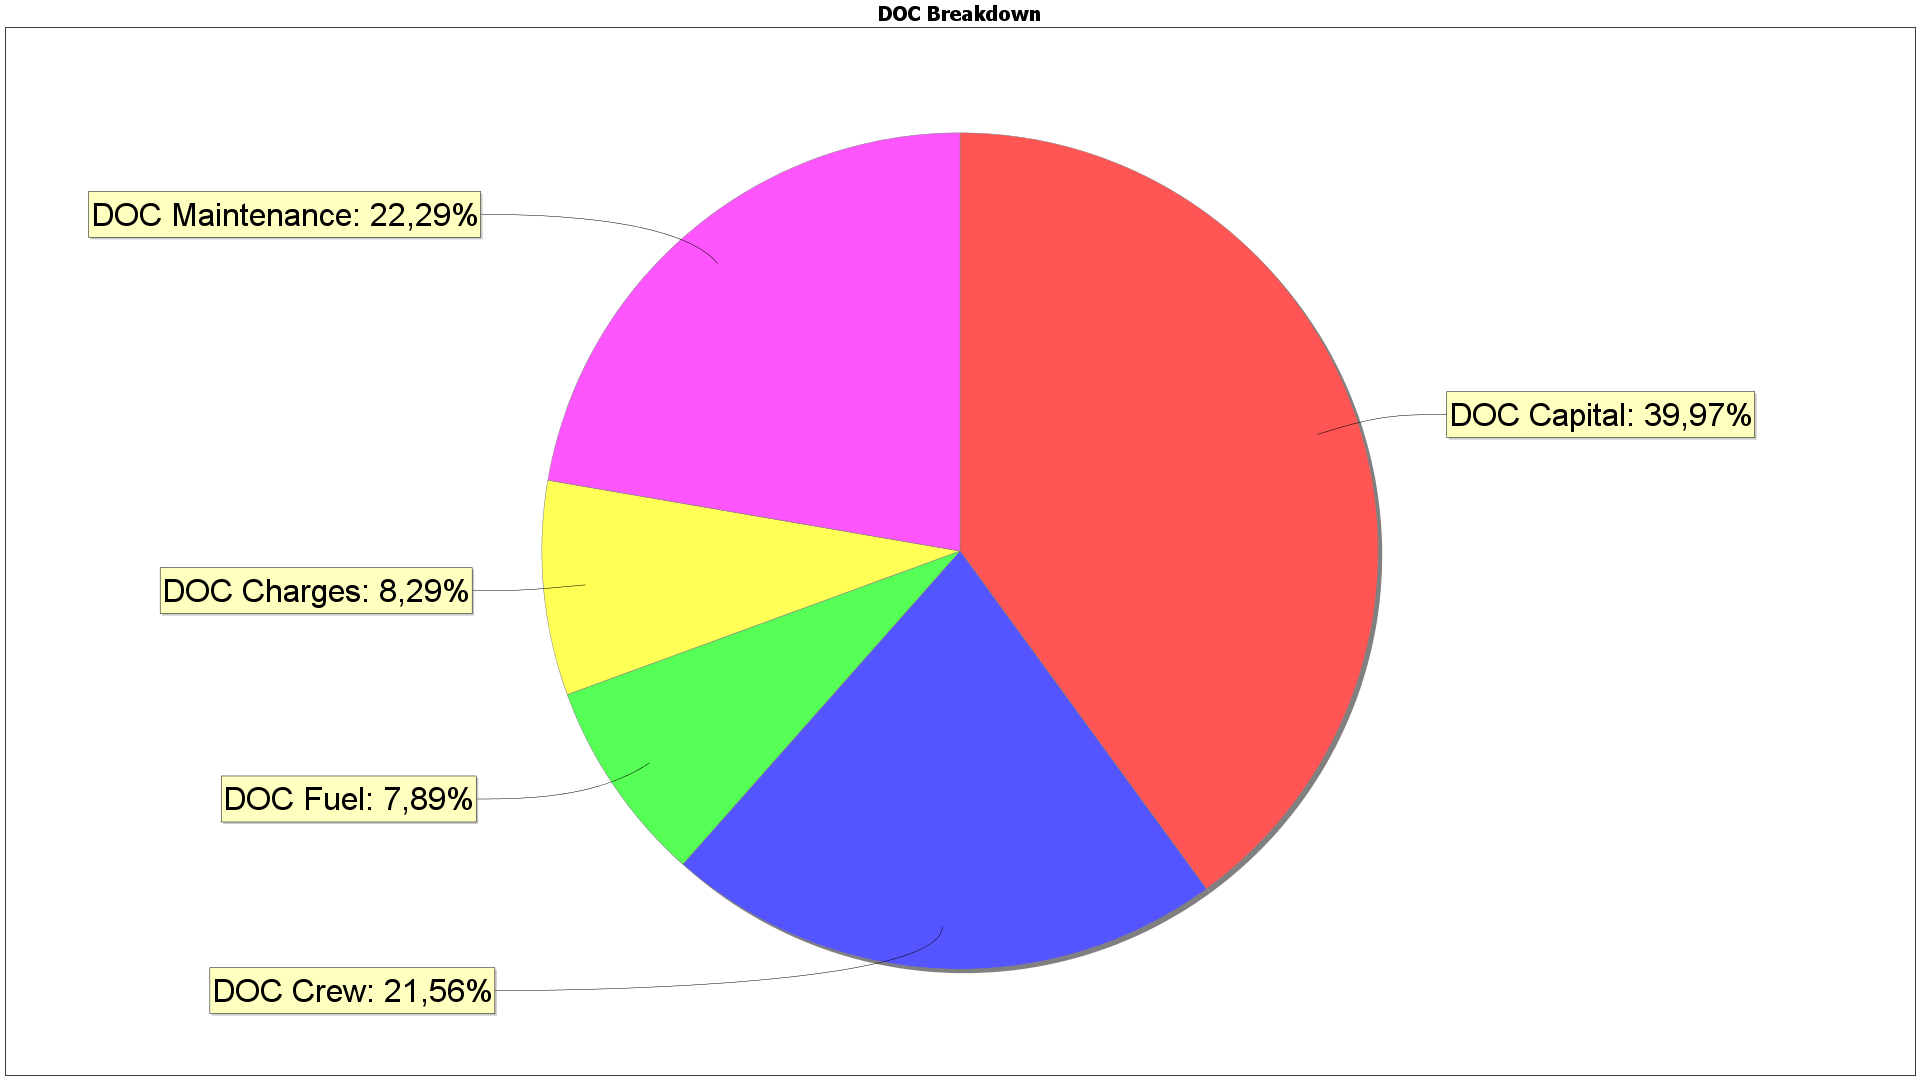 DOC Breakdown
DOC Maintenance: 22,29%
DOC Capital: 39,97%
DOC Charges: 8,29%
DOC Fuel: 7,89%
DOC Crew: 21,56%